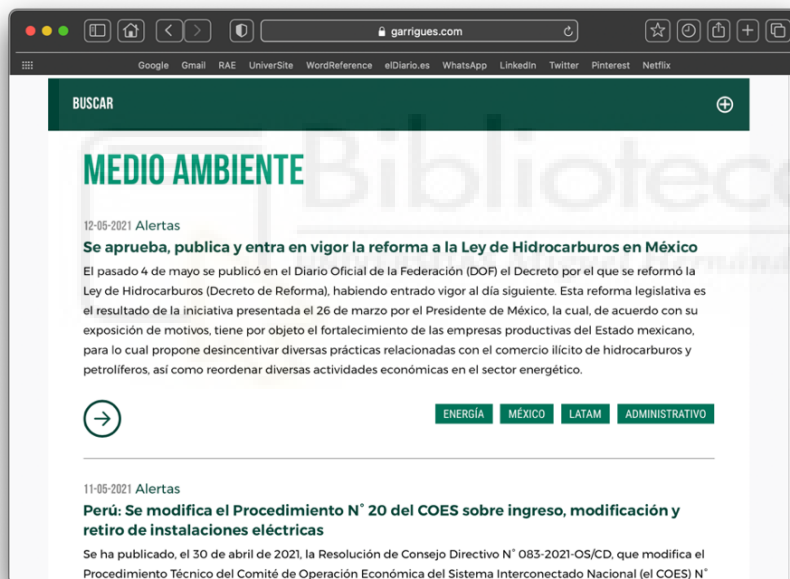 garrigues.com
Google Gmail RAE UniverSite WordReference elDiario.es WhatsApp LinkedIn Twitter Pinterest Netflix
BUSCAR
Biblioteca
MEDIO AMBIENTE
UNIVERSITAS Miguel Hernánd
12-05-2021 Alertas
Se aprueba, publica y entra en vigor la reforma a la Ley de Hidrocarburos en México
El pasado 4 de mayo se publicó en el Diario Oficial de la Federación (DOF) el Decreto por el que se reformó la
Ley de Hidrocarburos (Decreto de Reforma), habiendo entrado vigor al día siguiente. Esta reforma legislativa es
el resultado de la iniciativa presentada el 26 de marzo por el Presidente de México, la cual, de acuerdo con su
exposición de motivos, tiene por objeto el fortalecimiento de las empresas productivas del Estado mexicano,
para lo cual propone desincentivar diversas prácticas relacionadas con el comercio ilícito de hidrocarburos y
petrolíferos, así como reordenar diversas actividades económicas en el sector energético.
ENERGÍA MÉXICO LATAM ADMINISTRATIVO
11-05-2021 Alertas
Perú: Se modifica el Procedimiento N° 20 del COES sobre ingreso, modificación y
retiro de instalaciones eléctricas
Se ha publicado, el 30 de abril de 2021, la Resolución de Consejo Directivo N° 083-2021-OS/CD, que modifica el
Procedimiento Técnico del Comité de Operación Económica del Sistema Interconectado Nacional (el COES) N°